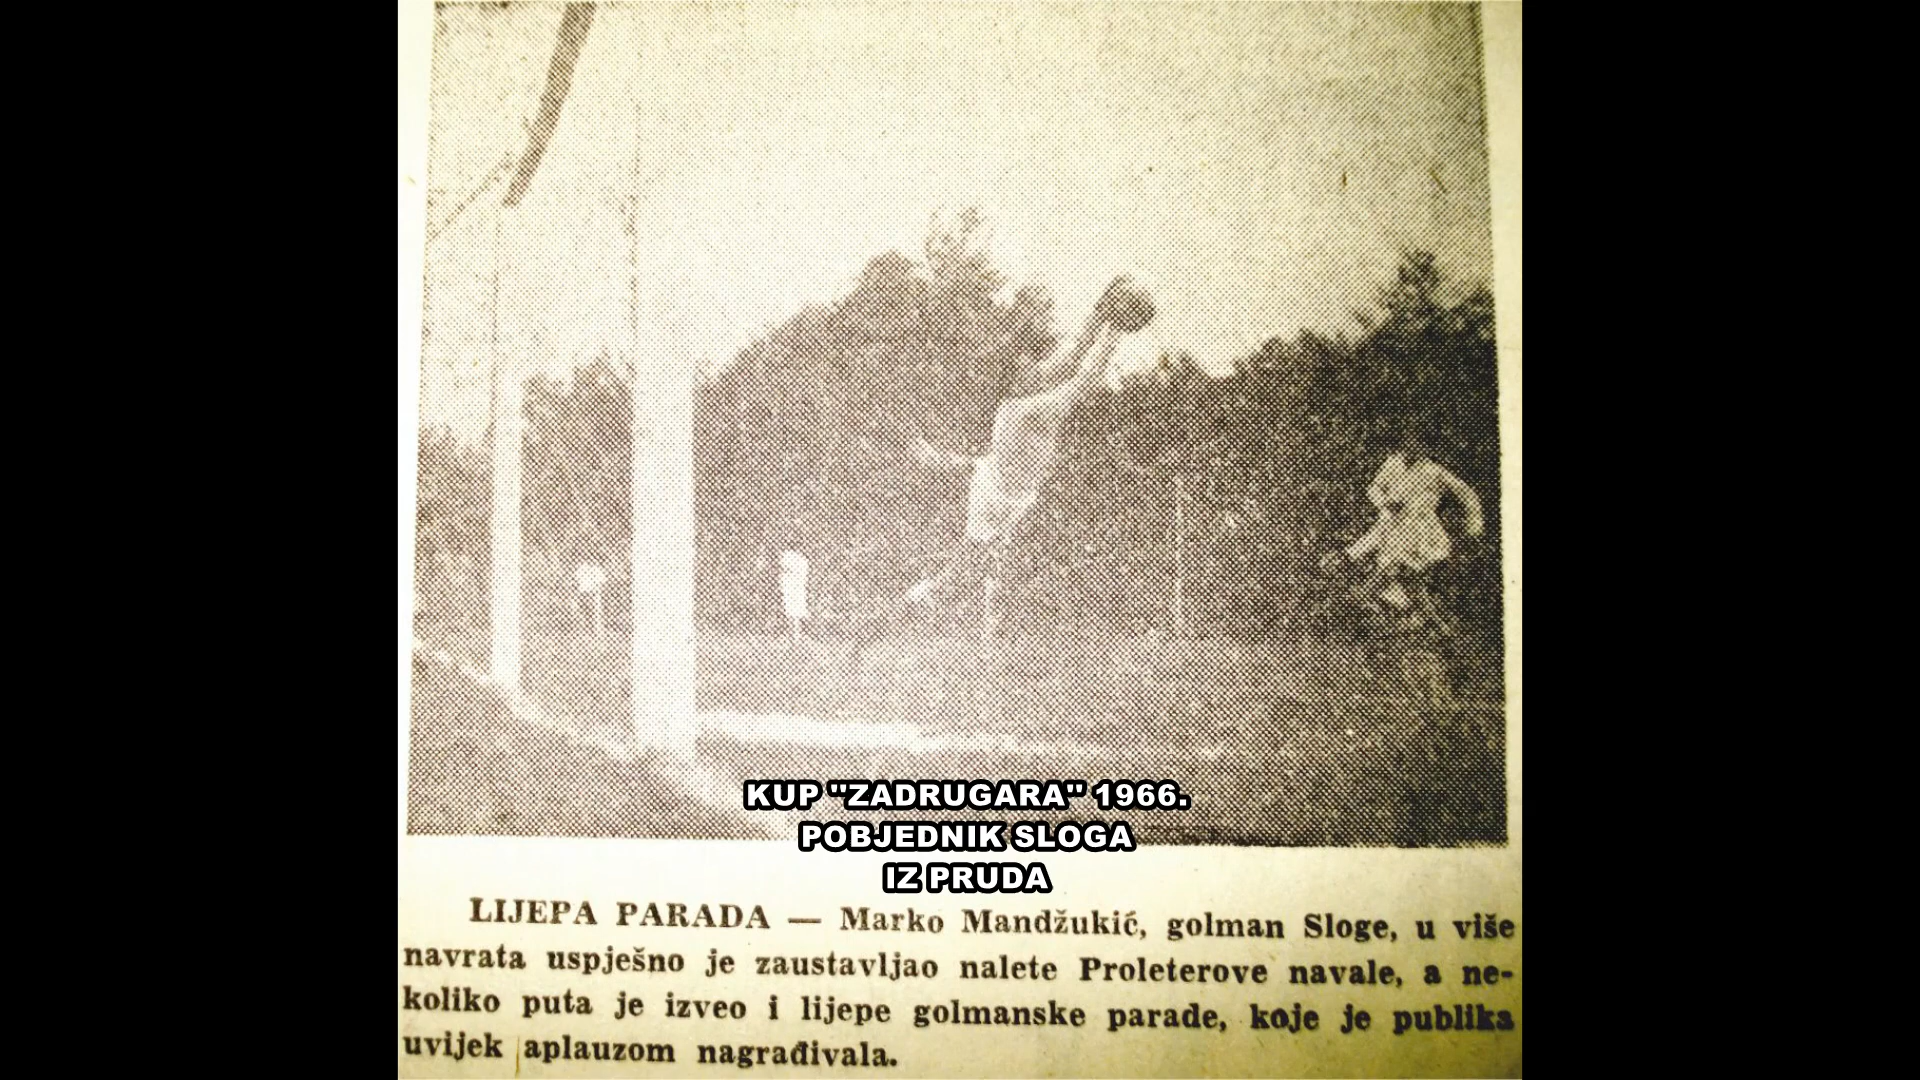 KUP "ZADRUGARA" 1966.
POBJEDNIK SLOGA
IZ PRUDA
LIJEPA PARADA — Marko Mandžukić, golman Sloge, u više
navrata uspješno je zaustavljao nalete Proleterove navale, a ne-
koliko puta je izveo i lijepe golmanske parade, koje je publika
uvijek aplauzom nagrađivala.